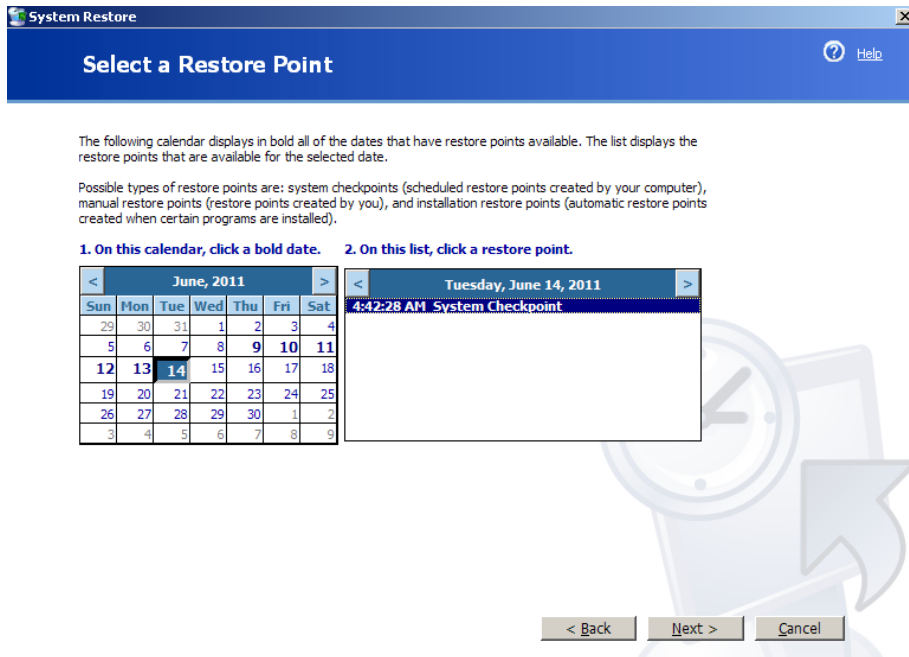 System Restore
Select a Restore Point
Help
The following calendar displays in bold all of the dates that have restore points available. The list displays the
restore points that are available for the selected date.
Possible types of restore points are: system checkpoints (scheduled restore points created by your computer),
manual restore points (restore points created by you), and installation restore points (automatic restore points
created when certain programs are installed).
1. On this calendar, click a bold date.
2. On this list, click a restore point.
< June, 2011 >
Sun Mon Tue Wed Thu Fri Sat
29 30 31 1 2 3 4
5 6 7 8 9 10 11
12 13 14 15 16 17 18
19 20 21 22 23 24 25
26 27 28 29 30 1 2
3 4 5 6 7 8 9
< Tuesday, June 14, 2011 >
4:42:28 AM System Checkpoint
< Back
Next >
Cancel